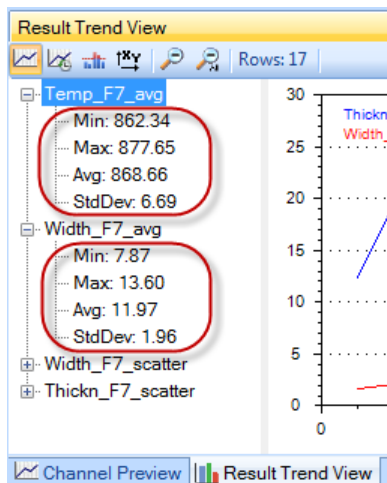 Result Trend View
Rows: 17
Temp_F7_avg
Min: 862.34
Max: 877.65
Avg: 868.66
StdDev: 6.69
Width_F7_avg
Min: 7.87
Max: 13.60
Avg: 11.97
StdDev: 1.96
Width_F7_scatter
Thickn_F7_scatter
30
25
20
15
10
5
0
0
Thickn
Width_
Channel Preview
Result Trend View